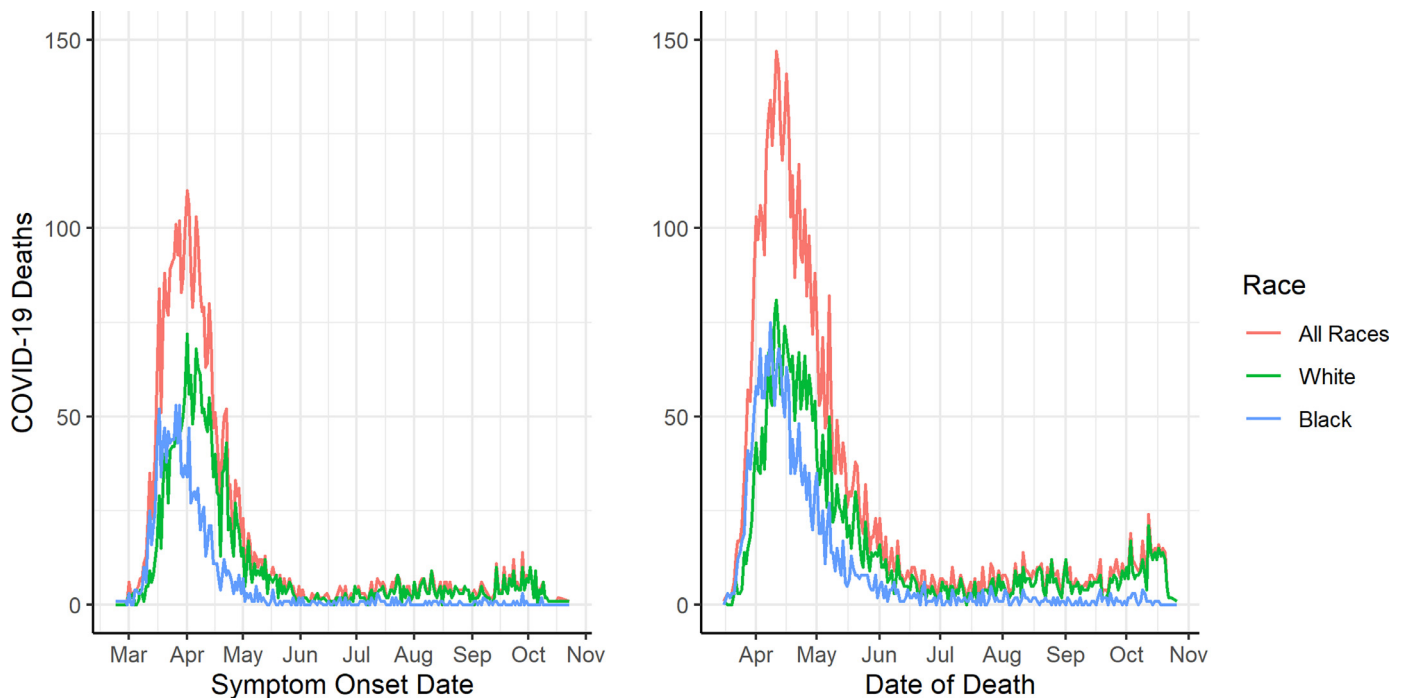 COVID-19 Deaths
150
100
50
0
Mar Apr May Jun Jul Aug Sep Oct Nov
Symptom Onset Date
150
100
50
0
Apr May Jun Jul Aug Sep Oct Nov
Date of Death
Race
All Races
White
Black